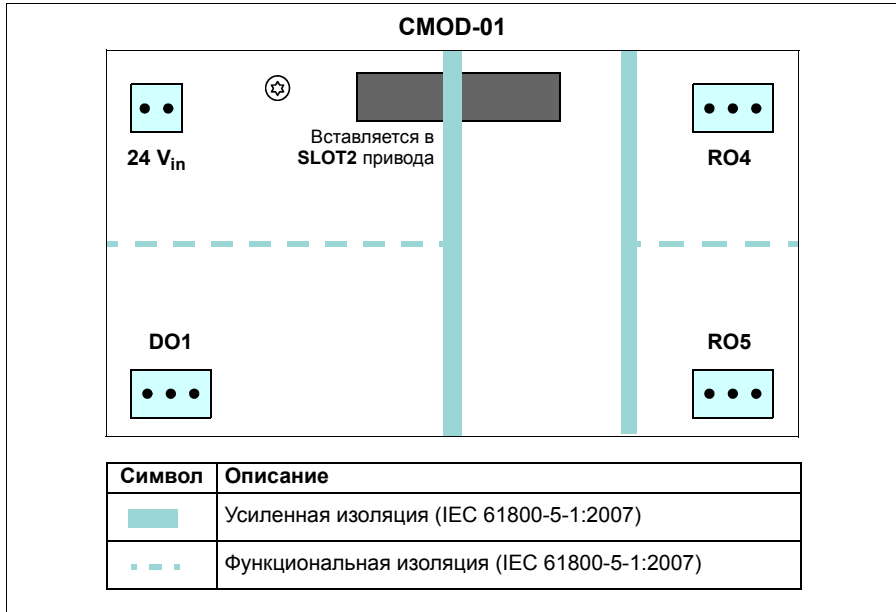 CMOD-01
Вставляется в
SLOT2 привода
24 Vin
RO4
DO1
RO5
Символ Описание
Усиленная изоляция (IEC 61800-5-1:2007)
Функциональная изоляция (IEC 61800-5-1:2007)